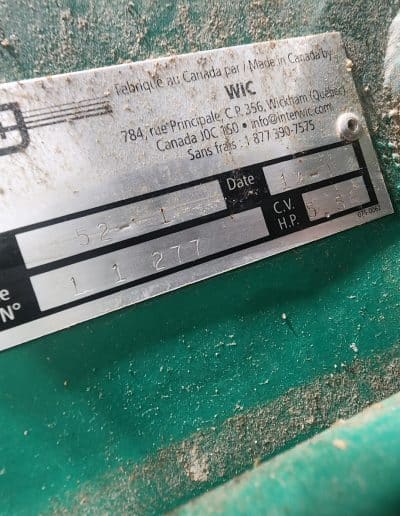 Fabriqué au Canada par / Made in Canada by
WIC
784, rue Principale, C.P. 356, Wickham (Québec)
Canada J0C 1S0 • info@interwic.com
Sans frais : 1 877 390-7575
52 - 1 Date
L 1 277 C.V.
H.P.
N°